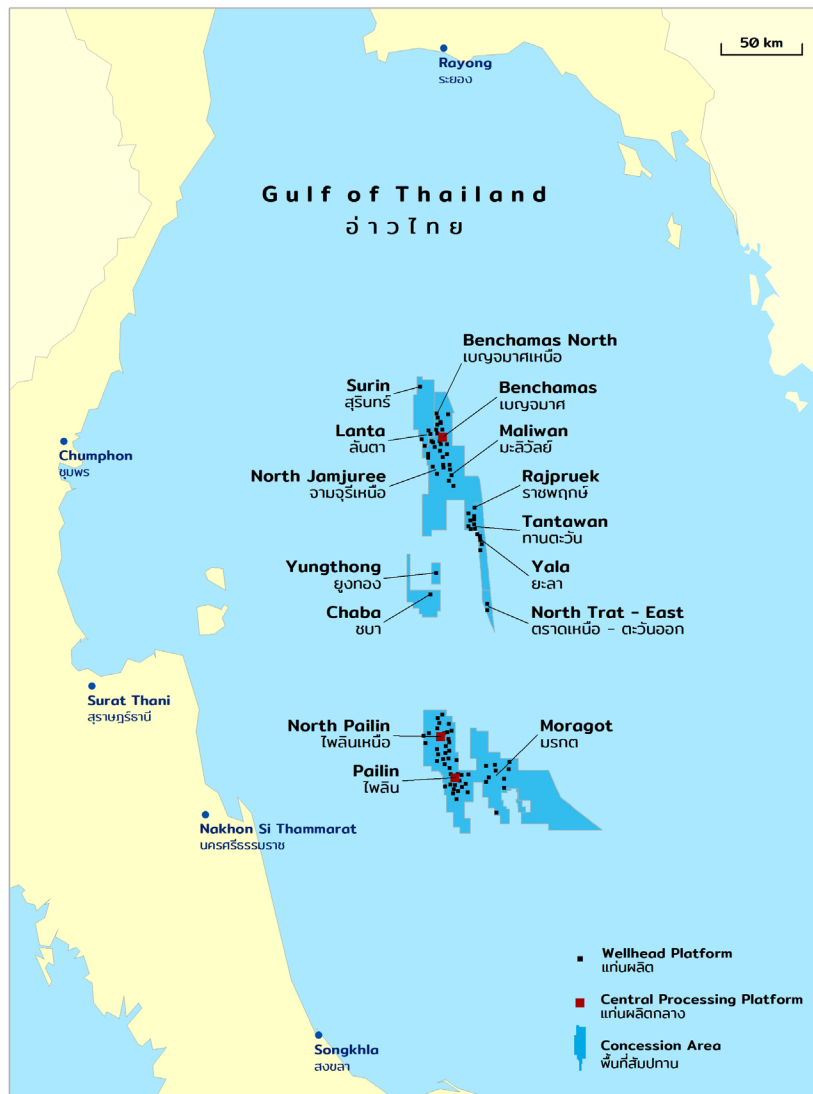 50 km
Rayong
ระยอง
Gulf of Thailand
อ่าวไทย
Benchamas North
เบญจมาศเหนือ
Surin
สุรินทร์
Benchamas
เบญจมาศ
Lanta
ลันตา
Maliwan
มะลิวัลย์
Chumphon
ชุมพร
North Jamjuree
จามจุรีเหนือ
Rajpruek
ราชพฤกษ์
Tantawan
ทานตะวัน
Yungthong
ยูงทอง
Yala
ยะลา
Chaba
ชบา
North Trat - East
ตราดเหนือ - ตะวันออก
Surat Thani
สุราษฎร์ธานี
North Pailin
ไพลินเหนือ
Moragot
มรกต
Pailin
ไพลิน
Nakhon Si Thammarat
นครศรีธรรมราช
Wellhead Platform
แท่นผลิต
Central Processing Platform
แท่นผลิตกลาง
Concession Area
พื้นที่สัมปทาน
Songkhla
สงขลา